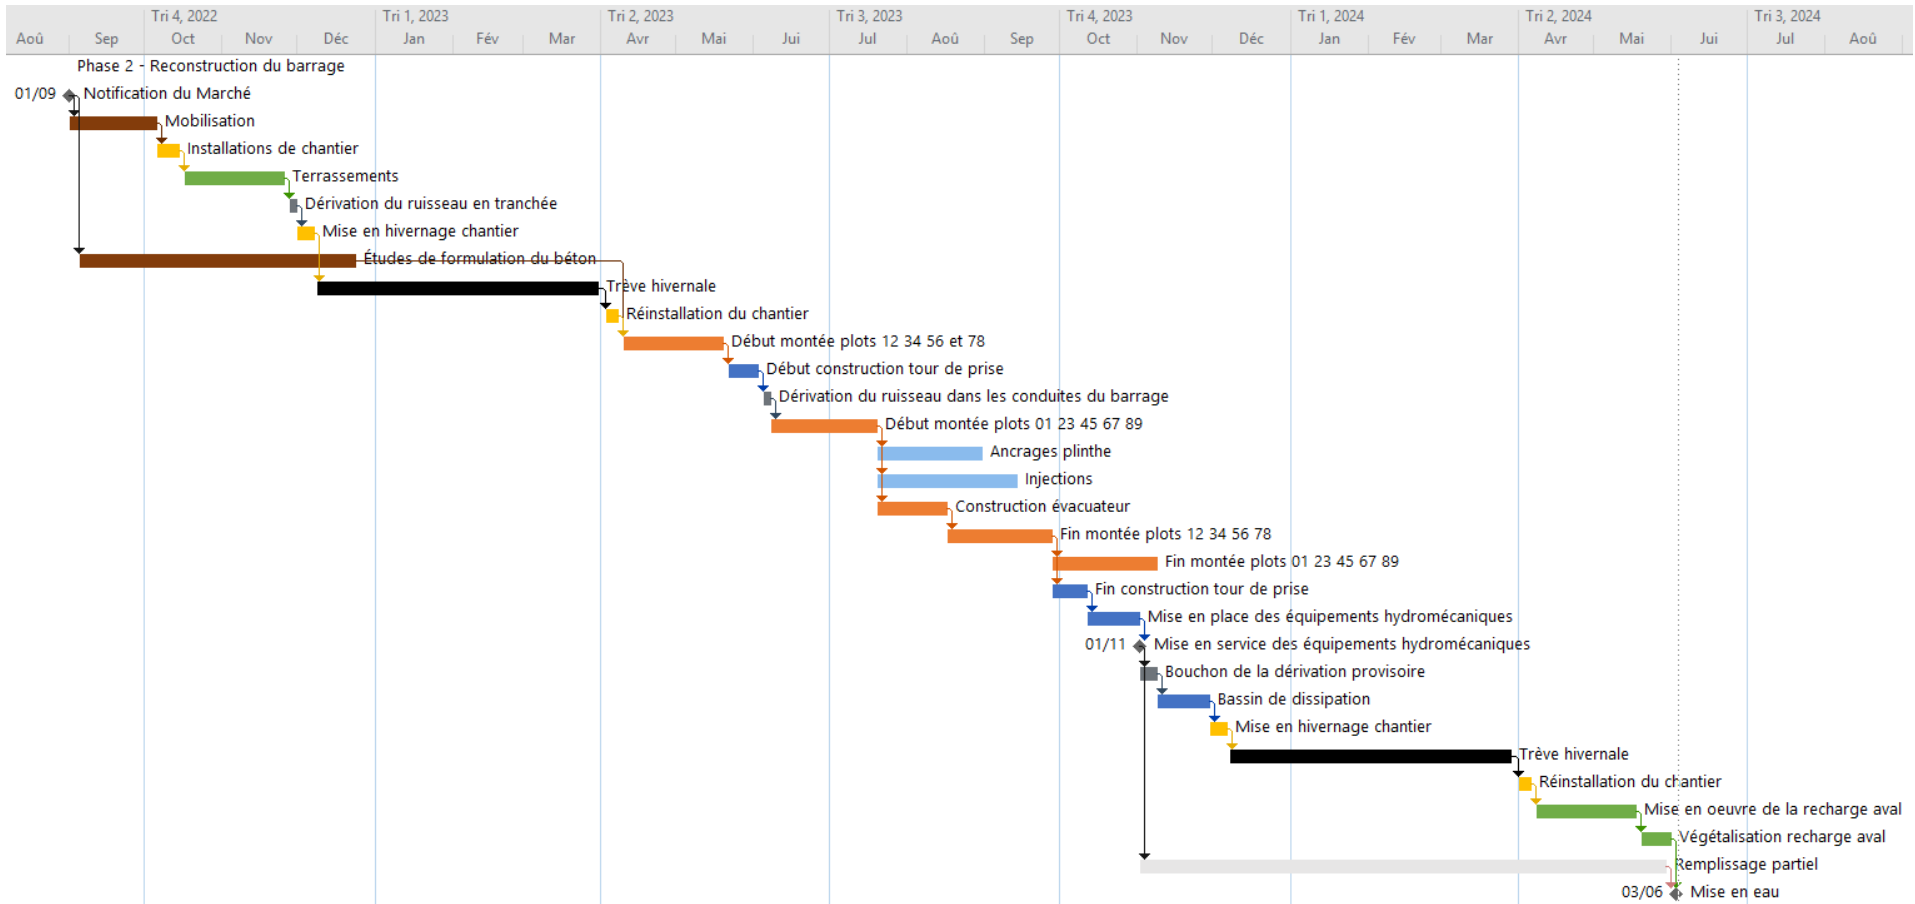 Tri 4, 2022 Tri 1, 2023 Tri 2, 2023 Tri 3, 2023 Tri 4, 2023 Tri 1, 2024 Tri 2, 2024 Tri 3, 2024
Aoû Sep Oct Nov Déc Jan Fév Mar Avr Mai Jui Jul Aoû Sep Oct Nov Déc Jan Fév Mar Avr Mai Jui Jul Aoû
Phase 2 - Reconstruction du barrage
01/09 Notification du Marché
Mobilisation
Installations de chantier
Terrassements
Dérivation du ruisseau en tranchée
Mise en hivernage chantier
Études de formulation du béton
Trève hivernale
Réinstallation du chantier
Début montée plots 12 34 56 et 78
Début construction tour de prise
Dérivation du ruisseau dans les conduites du barrage
Début montée plots 01 23 45 67 89
Ancrages plinthe
Injections
Construction évacuateur
Fin montée plots 12 34 56 78
Fin montée plots 01 23 45 67 89
Fin construction tour de prise
Mise en place des équipements hydromécaniques
01/11 Mise en service des équipements hydromécaniques
Bouchon de la dérivation provisoire
Bassin de dissipation
Mise en hivernage chantier
Trève hivernale
Réinstallation du chantier
Mise en oeuvre de la recharge aval
Végétalisation recharge aval
Remplissage partiel
03/06 Mise en eau